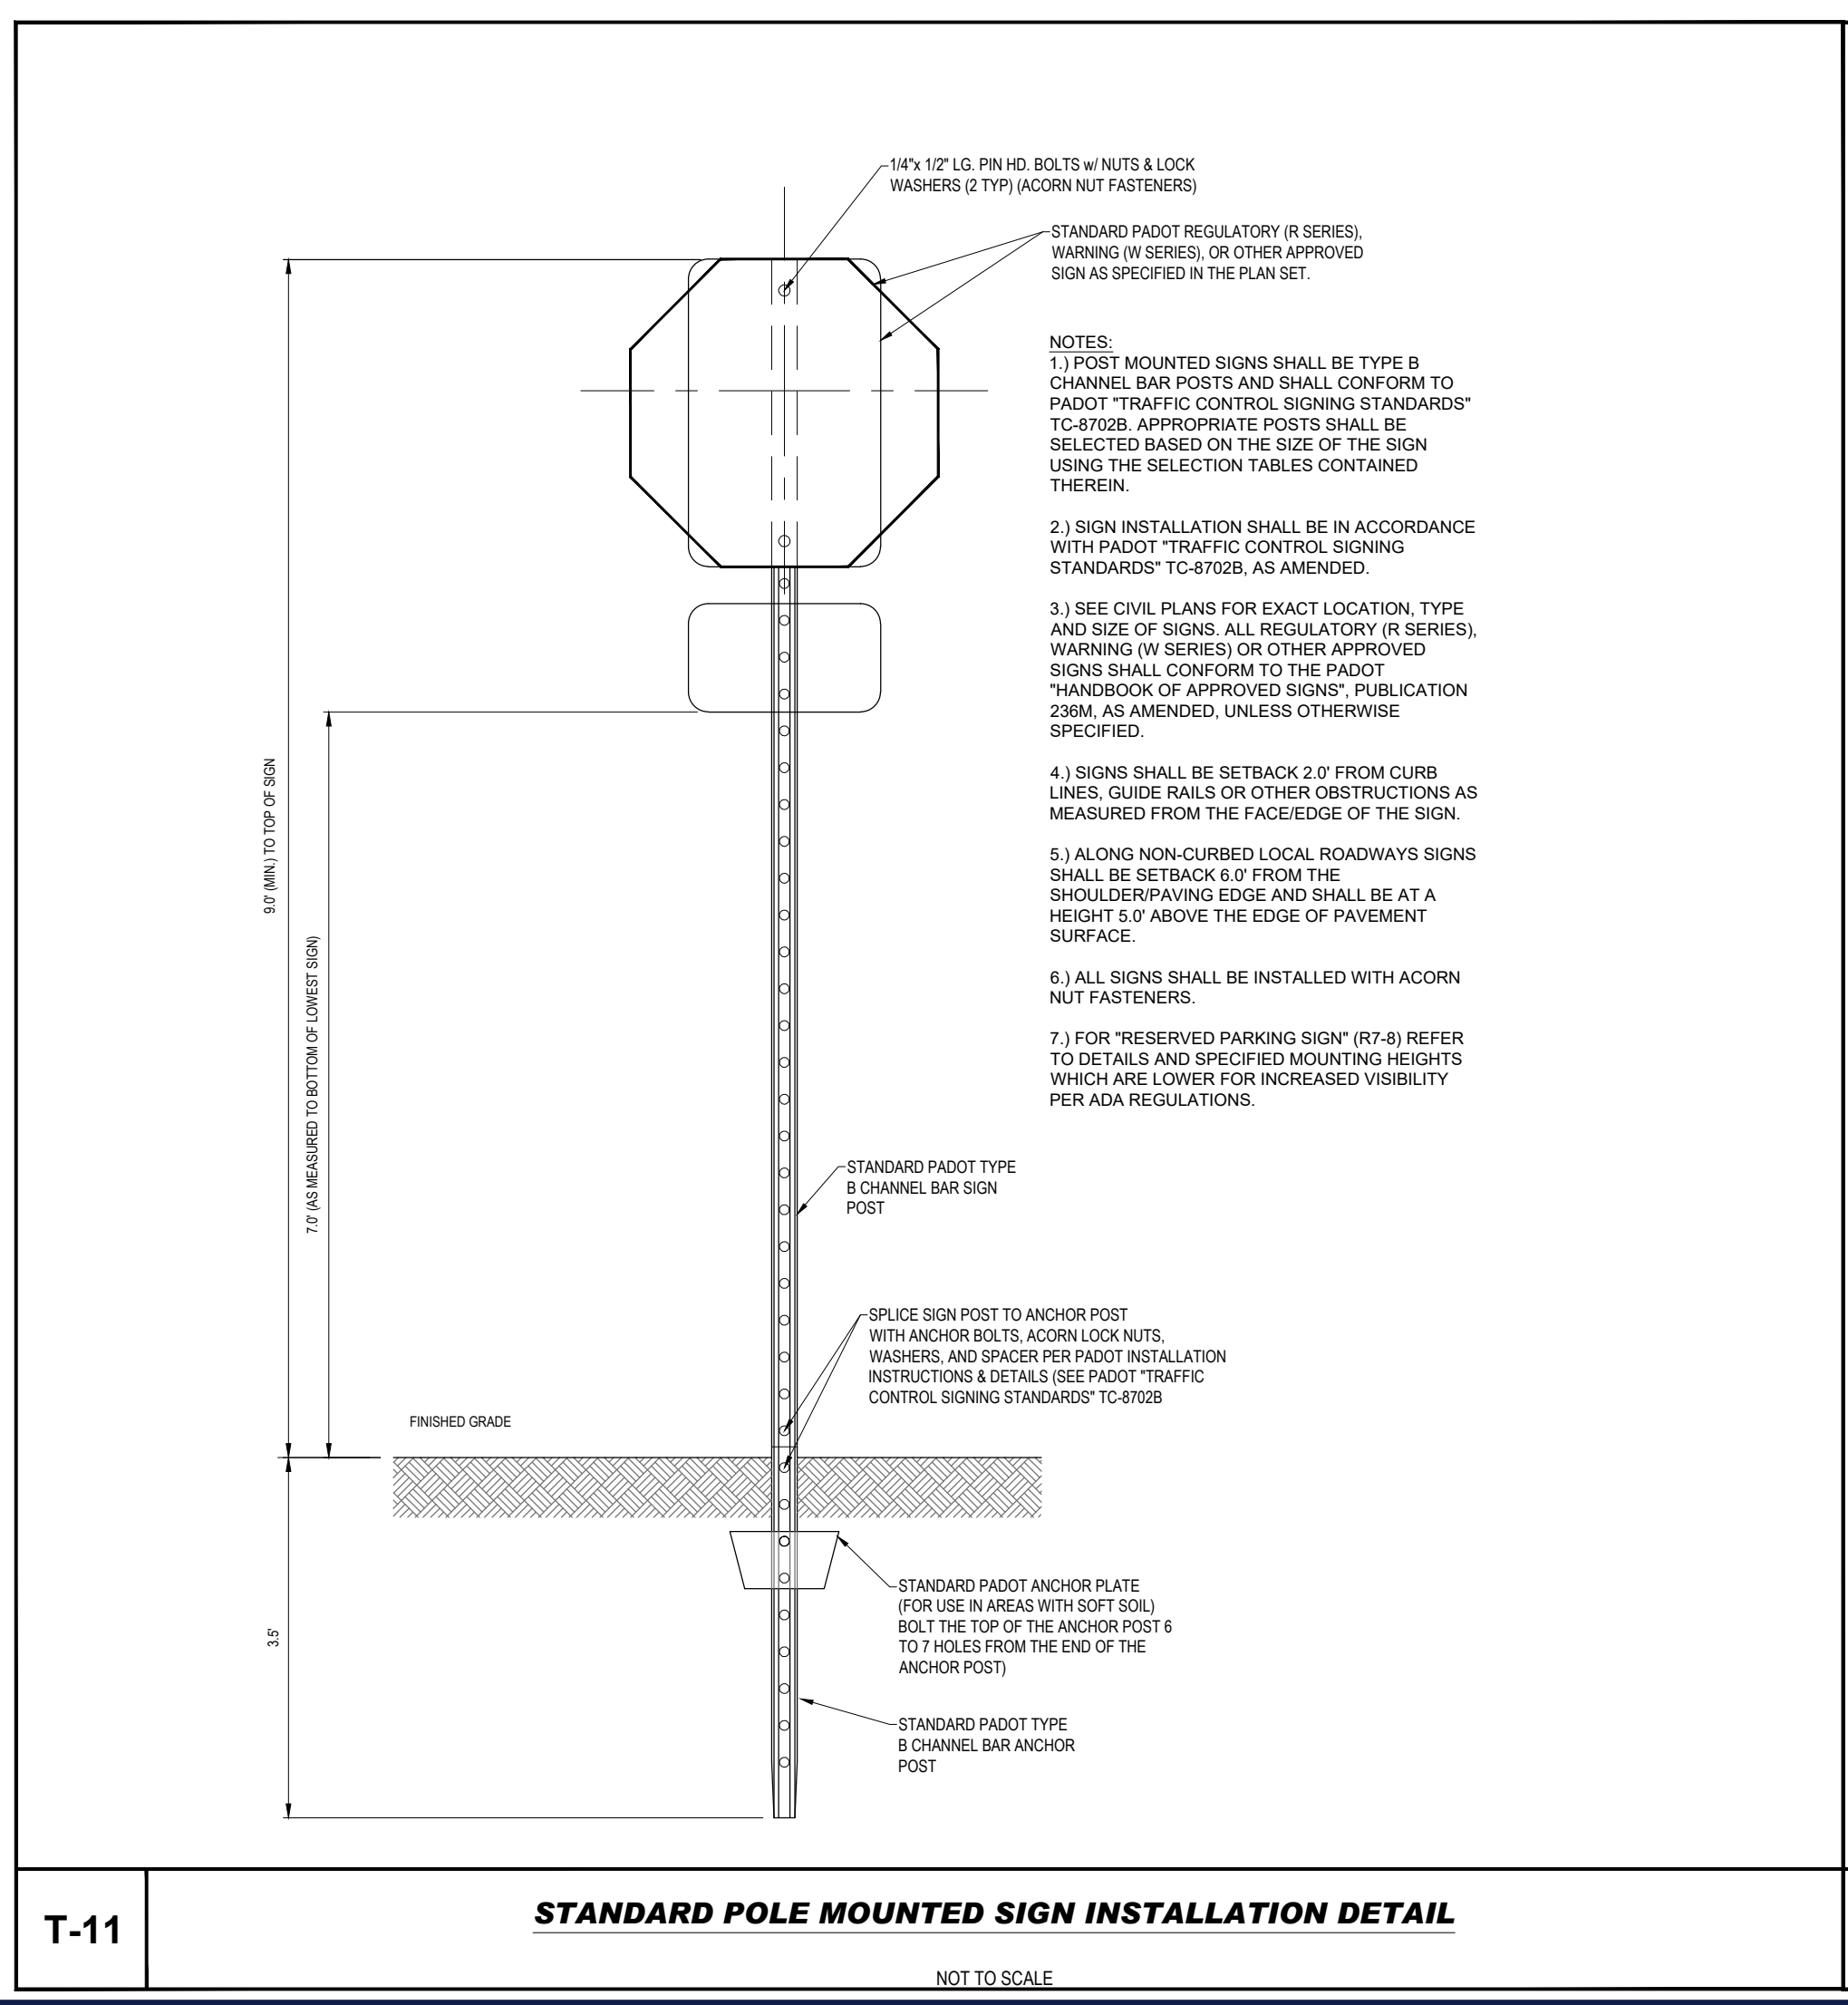 1/4"x 1/2" LG. PIN HD. BOLTS w/ NUTS & LOCK
WASHERS (2 TYP) (ACORN NUT FASTENERS)
STANDARD PADOT REGULATORY (R SERIES),
WARNING (W SERIES), OR OTHER APPROVED
SIGN AS SPECIFIED IN THE PLAN SET.
NOTES:
1.) POST MOUNTED SIGNS SHALL BE TYPE B
CHANNEL BAR POSTS AND SHALL CONFORM TO
PADOT "TRAFFIC CONTROL SIGNING STANDARDS"
TC-8702B. APPROPRIATE POSTS SHALL BE
SELECTED BASED ON THE SIZE OF THE SIGN
USING THE SELECTION TABLES CONTAINED
THEREIN.
2.) SIGN INSTALLATION SHALL BE IN ACCORDANCE
WITH PADOT "TRAFFIC CONTROL SIGNING
STANDARDS" TC-8702B, AS AMENDED.
3.) SEE CIVIL PLANS FOR EXACT LOCATION, TYPE
AND SIZE OF SIGNS. ALL REGULATORY (R SERIES),
WARNING (W SERIES) OR OTHER APPROVED
SIGNS SHALL CONFORM TO THE PADOT
"HANDBOOK OF APPROVED SIGNS", PUBLICATION
236M, AS AMENDED, UNLESS OTHERWISE
SPECIFIED.
4.) SIGNS SHALL BE SETBACK 2.0' FROM CURB
LINES, GUIDE RAILS OR OTHER OBSTRUCTIONS AS
MEASURED FROM THE FACE/EDGE OF THE SIGN.
5.) ALONG NON-CURBED LOCAL ROADWAYS SIGNS
SHALL BE SETBACK 6.0' FROM THE
SHOULDER/PAVING EDGE AND SHALL BE AT A
HEIGHT 5.0' ABOVE THE EDGE OF PAVEMENT
SURFACE.
6.) ALL SIGNS SHALL BE INSTALLED WITH ACORN
NUT FASTENERS.
7.) FOR "RESERVED PARKING SIGN" (R7-8) REFER
TO DETAILS AND SPECIFIED MOUNTING HEIGHTS
WHICH ARE LOWER FOR INCREASED VISIBILITY
PER ADA REGULATIONS.
9.0' (MIN.) TO TOP OF SIGN
7.0' (AS MEASURED TO BOTTOM OF LOWEST SIGN)
STANDARD PADOT TYPE
B CHANNEL BAR SIGN
POST
SPLICE SIGN POST TO ANCHOR POST
WITH ANCHOR BOLTS, ACORN LOCK NUTS,
WASHERS, AND SPACER PER PADOT INSTALLATION
INSTRUCTIONS & DETAILS (SEE PADOT "TRAFFIC
CONTROL SIGNING STANDARDS" TC-8702B
FINISHED GRADE
3.5'
STANDARD PADOT ANCHOR PLATE
(FOR USE IN AREAS WITH SOFT SOIL)
BOLT THE TOP OF THE ANCHOR POST 6
TO 7 HOLES FROM THE END OF THE
ANCHOR POST)
STANDARD PADOT TYPE
B CHANNEL BAR ANCHOR
POST
T-11
STANDARD POLE MOUNTED SIGN INSTALLATION DETAIL
NOT TO SCALE